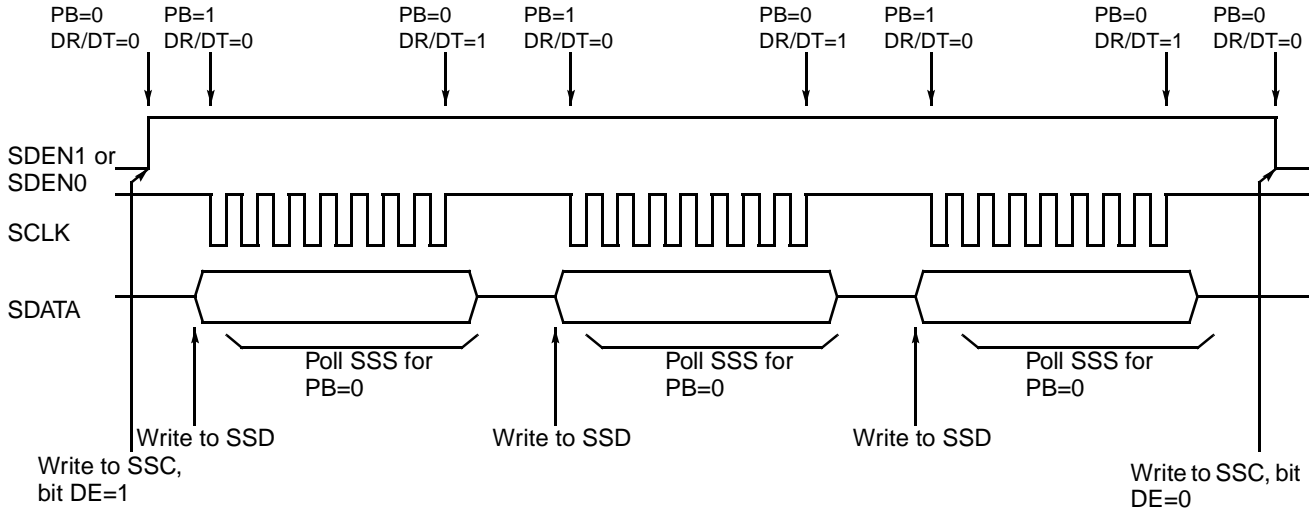 PB=0 PB=1 PB=0 PB=1 PB=0 PB=1 PB=0 PB=0
DR/DT=0 DR/DT=0 DR/DT=1 DR/DT=0 DR/DT=1 DR/DT=0 DR/DT=1 DR/DT=0
SDEN1 or
SDEN0
SCLK
SDATA
Poll SSS for Poll SSS for Poll SSS for
PB=0 PB=0 PB=0
Write to SSD Write to SSD Write to SSD
Write to SSC, Write to SSC, bit
bit DE=1 DE=0